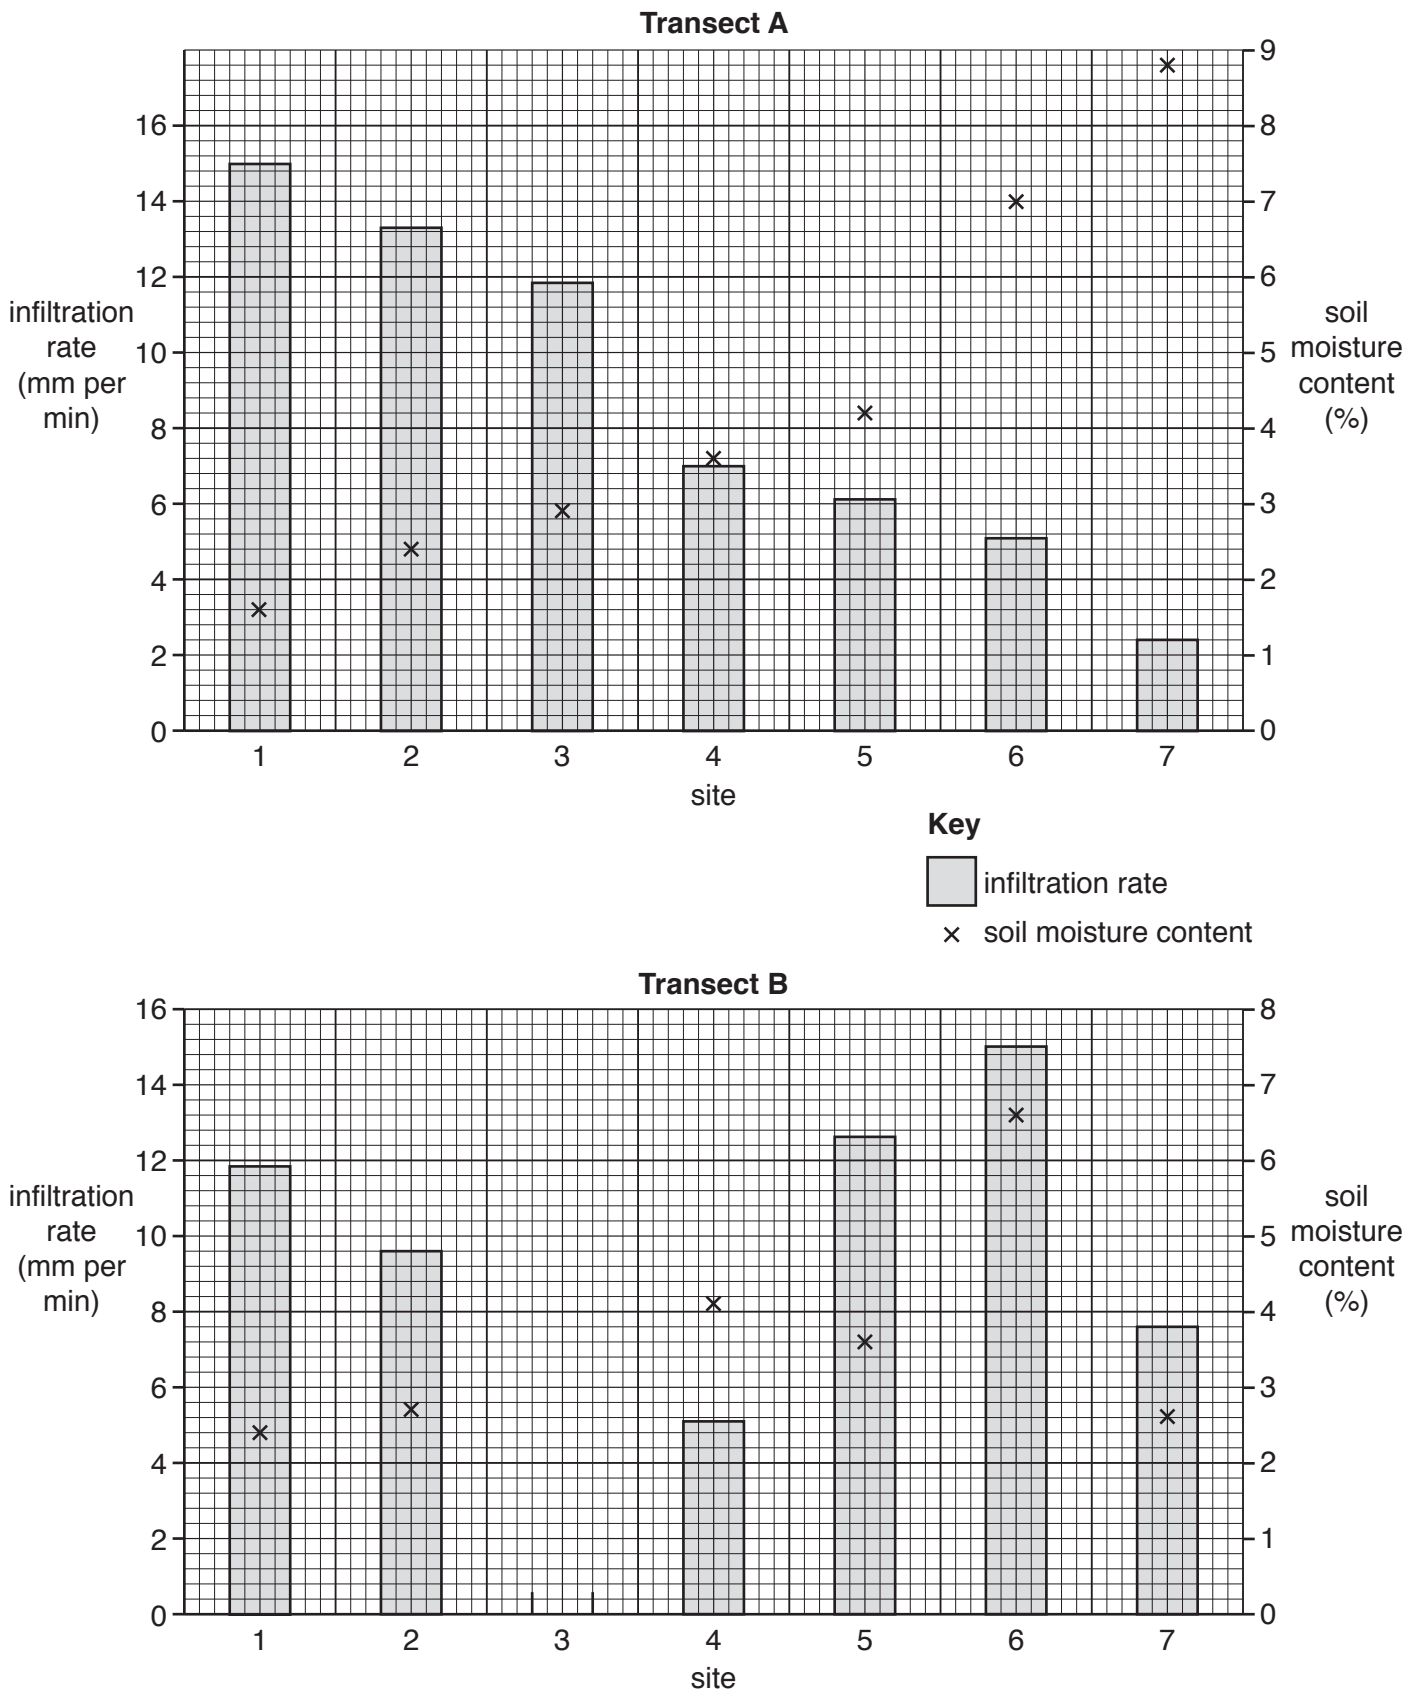 Transect A
9
16
8
14
7
12
6
infiltration
rate
(mm per
min)
soil
moisture
content
(%)
10
5
8
4
6
3
4
2
2
1
0
0
1 2 3 4 5 6 7
site
Key
infiltration rate
soil moisture content
Transect B
16
8
14
7
12
6
infiltration
rate
(mm per
min)
soil
moisture
content
(%)
10
5
8
4
6
3
4
2
2
1
0
0
1 2 3 4 5 6 7
site